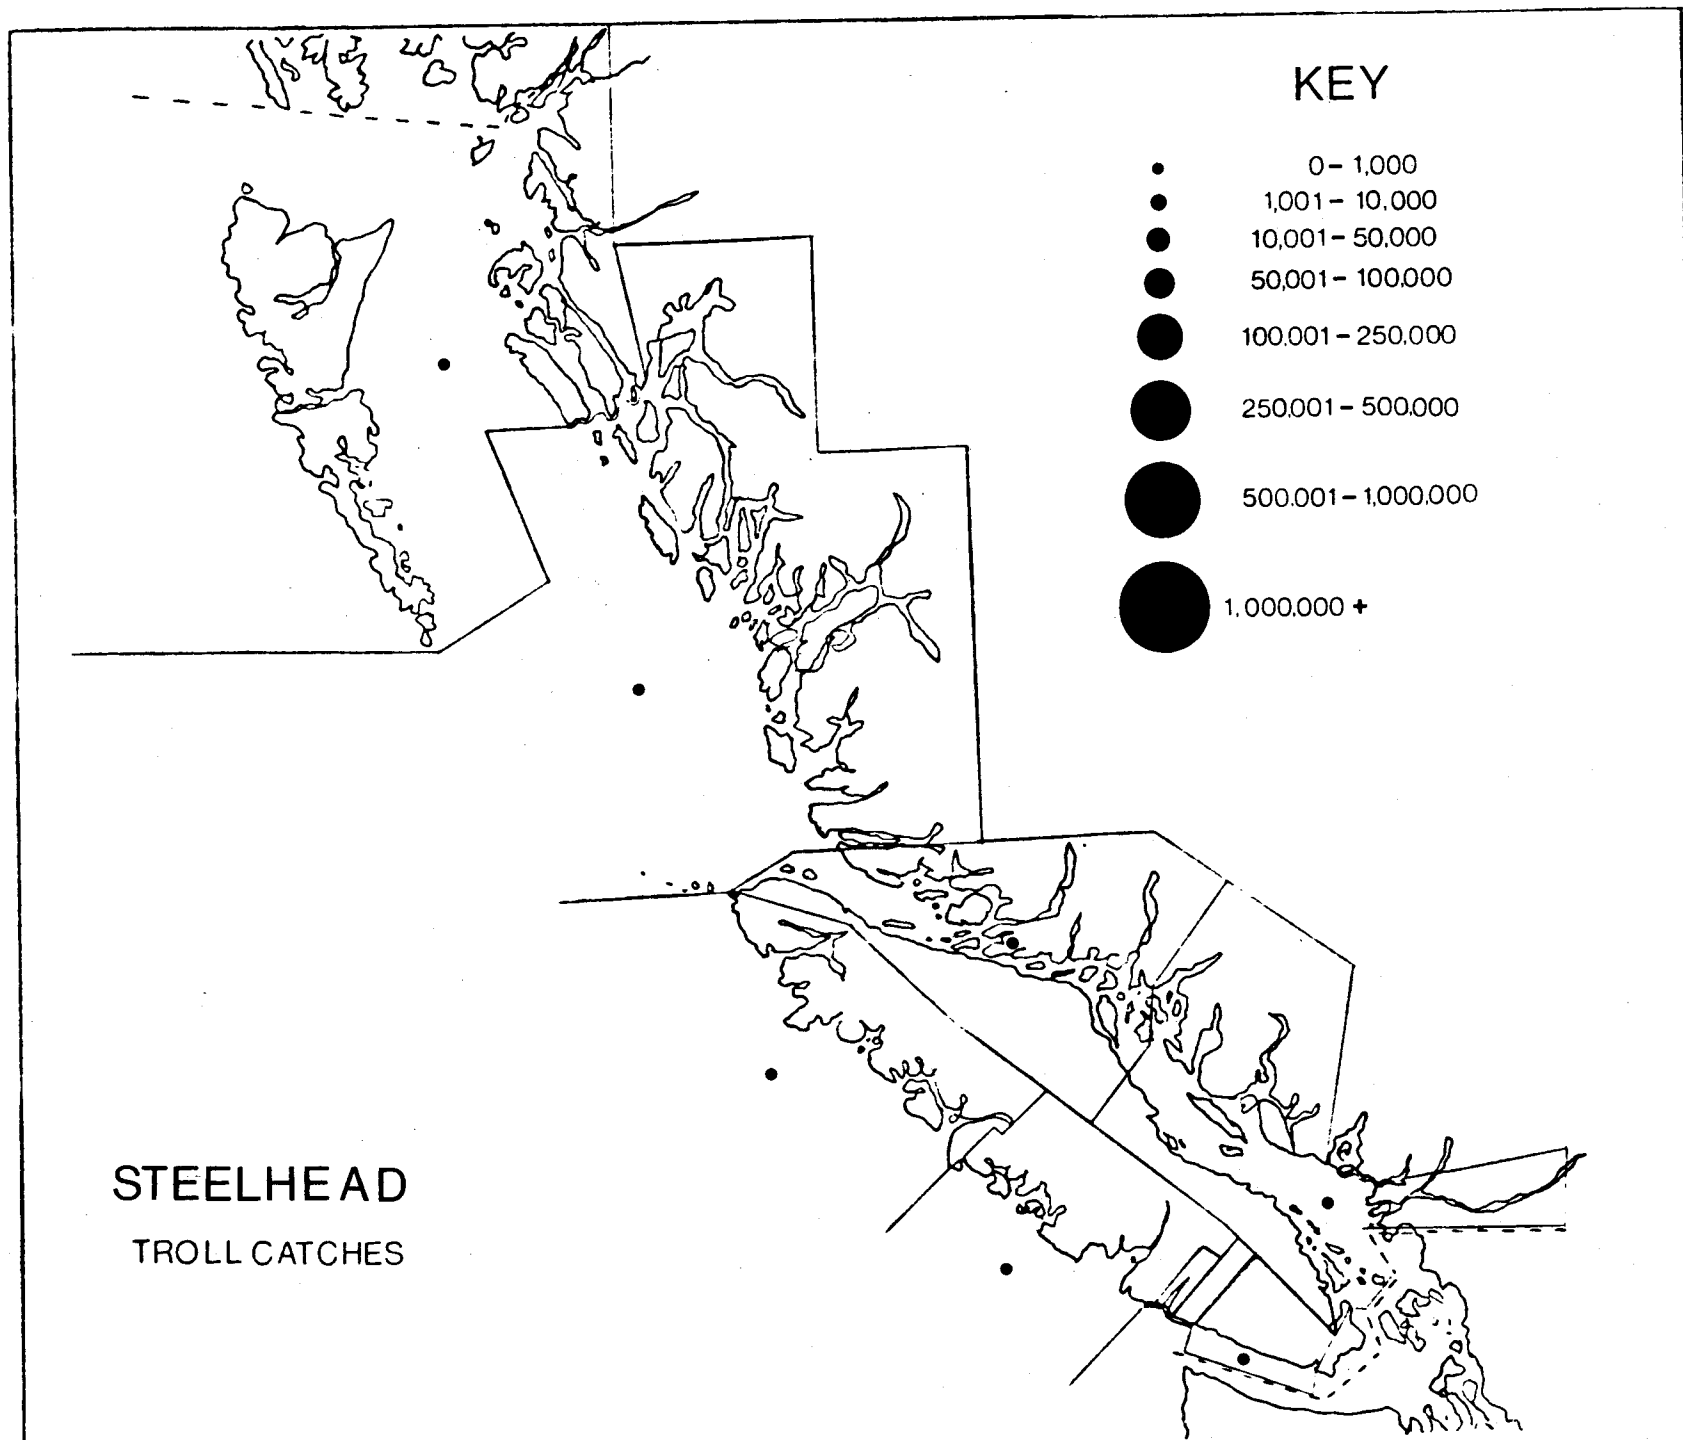 KEY
0 – 1,000
1,001 – 10,000
10,001 – 50,000
50,001 – 100,000
100.001 – 250.000
250.001 – 500.000
500.001 – 1,000.000
1.000.000 +
STEELHEAD
TROLL CATCHES